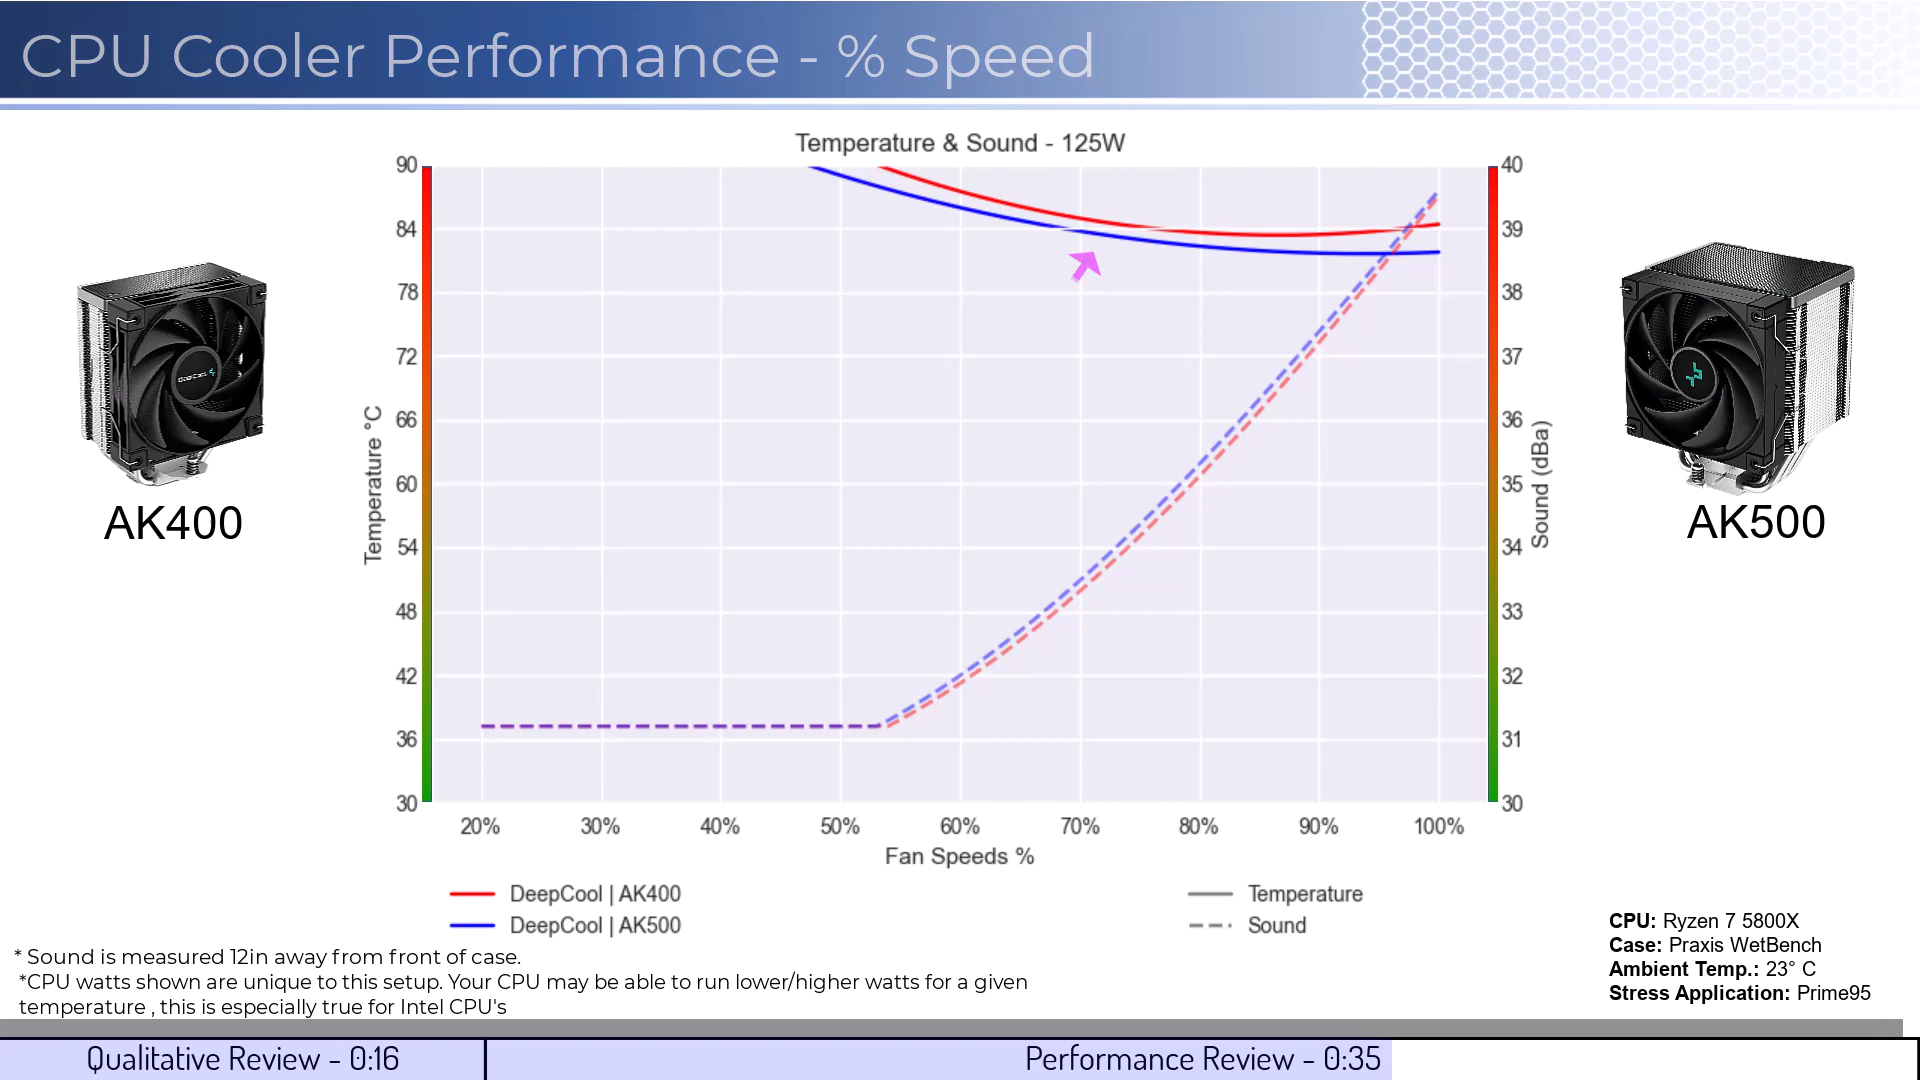 CPU Cooler Performance - % Speed
Temperature & Sound - 125W
90
84
78
72
66
60
54
48
42
36
30
Temperature °C
40
39
38
37
36
35
34
33
32
31
30
Sound (dBa)
20% 30% 40% 50% 60% 70% 80% 90% 100%
Fan Speeds %
AK400
AK500
DeepCool | AK400
DeepCool | AK500
Temperature
Sound
* Sound is measured 12in away from front of case.
*CPU watts shown are unique to this setup. Your CPU may be able to run lower/higher watts for a given
temperature , this is especially true for Intel CPU's
CPU: Ryzen 7 5800X
Case: Praxis WetBench
Ambient Temp.: 23° C
Stress Application: Prime95
Qualitative Review - 0:16
Performance Review - 0:35